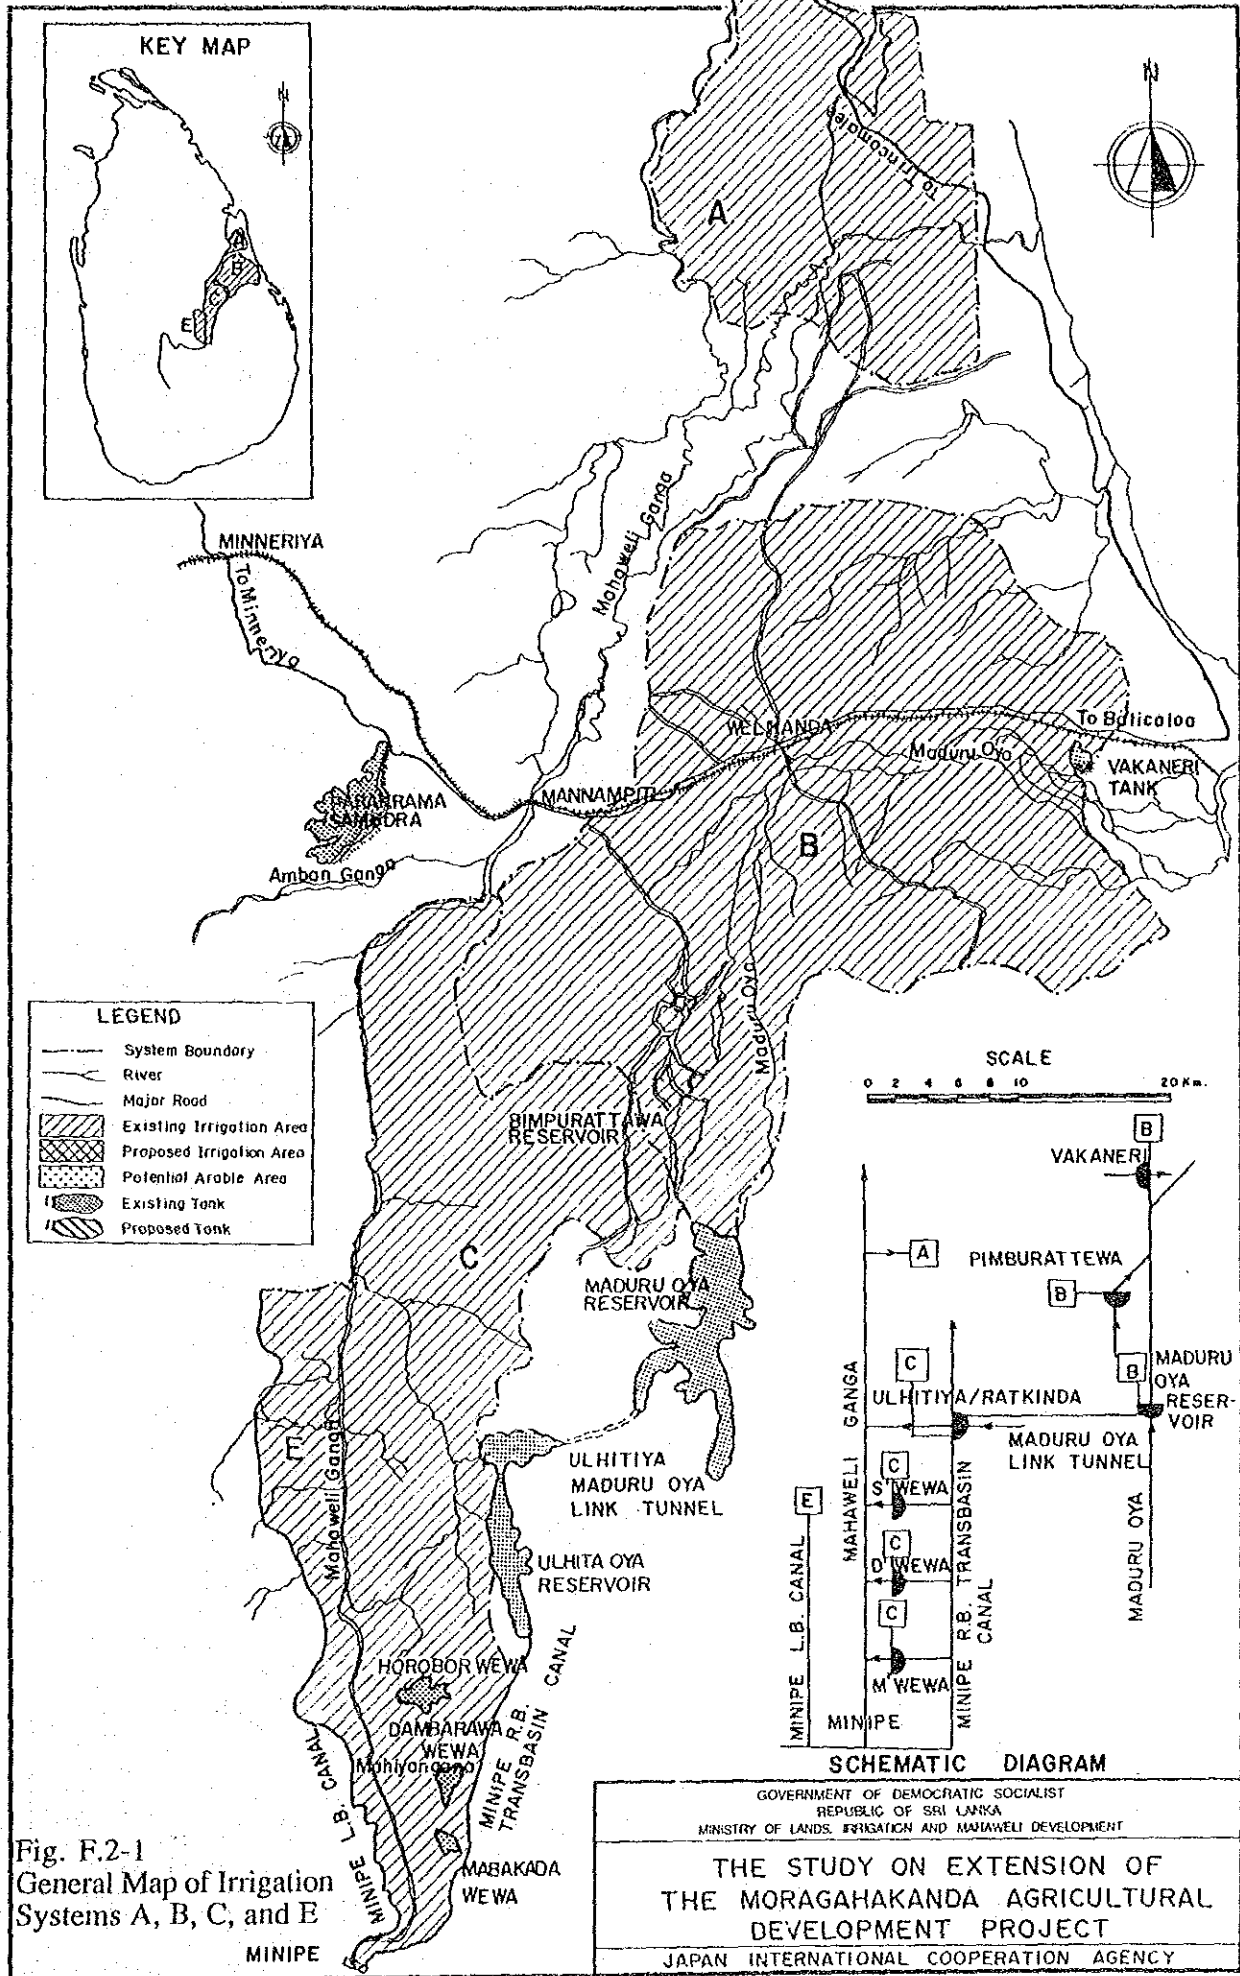 KEY MAP
N
A
B
C
E
N
To Trincomalee
A
MINNERIYA
To Minneriya
Mahaweli Ganga
WELIKANDA
To Baticaloa
Maduru Oya
VAKANERI
TANK
PARAKRAMA
SAMUDRA
MANNAMPITI
B
Amban Ganga
Maduru Oya
LEGEND
System Boundary
River
Major Road
Existing Irrigation Area
Proposed Irrigation Area
Potential Arable Area
Existing Tank
Proposed Tank
SCALE
0 2 4 6 8 10 20 Km.
BIMPURATTAWA
RESERVOIR
C
MADURU OYA
RESERVOIR
E
Mahaweli Ganga
ULHITIYA
MADURU OYA
LINK TUNNEL
ULHITA OYA
RESERVOIR
HOROBOR WEWA
DAMBARAWA
WEWA
Mahiyangana
MINIPE R.B.
TRANSBASIN CANAL
MINIPE L.B. CANAL
MABAKADA
WEWA
MINIPE
B
VAKANERI
A
PIMBURATTEWA
B
B
MADURU
OYA
RESER-
VOIR
C
ULHITIYA/RATKINDA
MADURU OYA
LINK TUNNEL
MAHAWELI GANGA
C
S'WEWA
E
C
D'WEWA
C
M'WEWA
MINIPE L.B. CANAL
MINIPE R.B. TRANSBASIN
CANAL
MADURU OYA
MINIPE
SCHEMATIC DIAGRAM
Fig. F.2-1
General Map of Irrigation
Systems A, B, C, and E
GOVERNMENT OF DEMOCRATIC SOCIALIST
REPUBLIC OF SRI LANKA
MINISTRY OF LANDS, IRRIGATION AND MAHAWELI DEVELOPMENT
THE STUDY ON EXTENSION OF
THE MORAGAHAKANDA AGRICULTURAL
DEVELOPMENT PROJECT
JAPAN INTERNATIONAL COOPERATION AGENCY